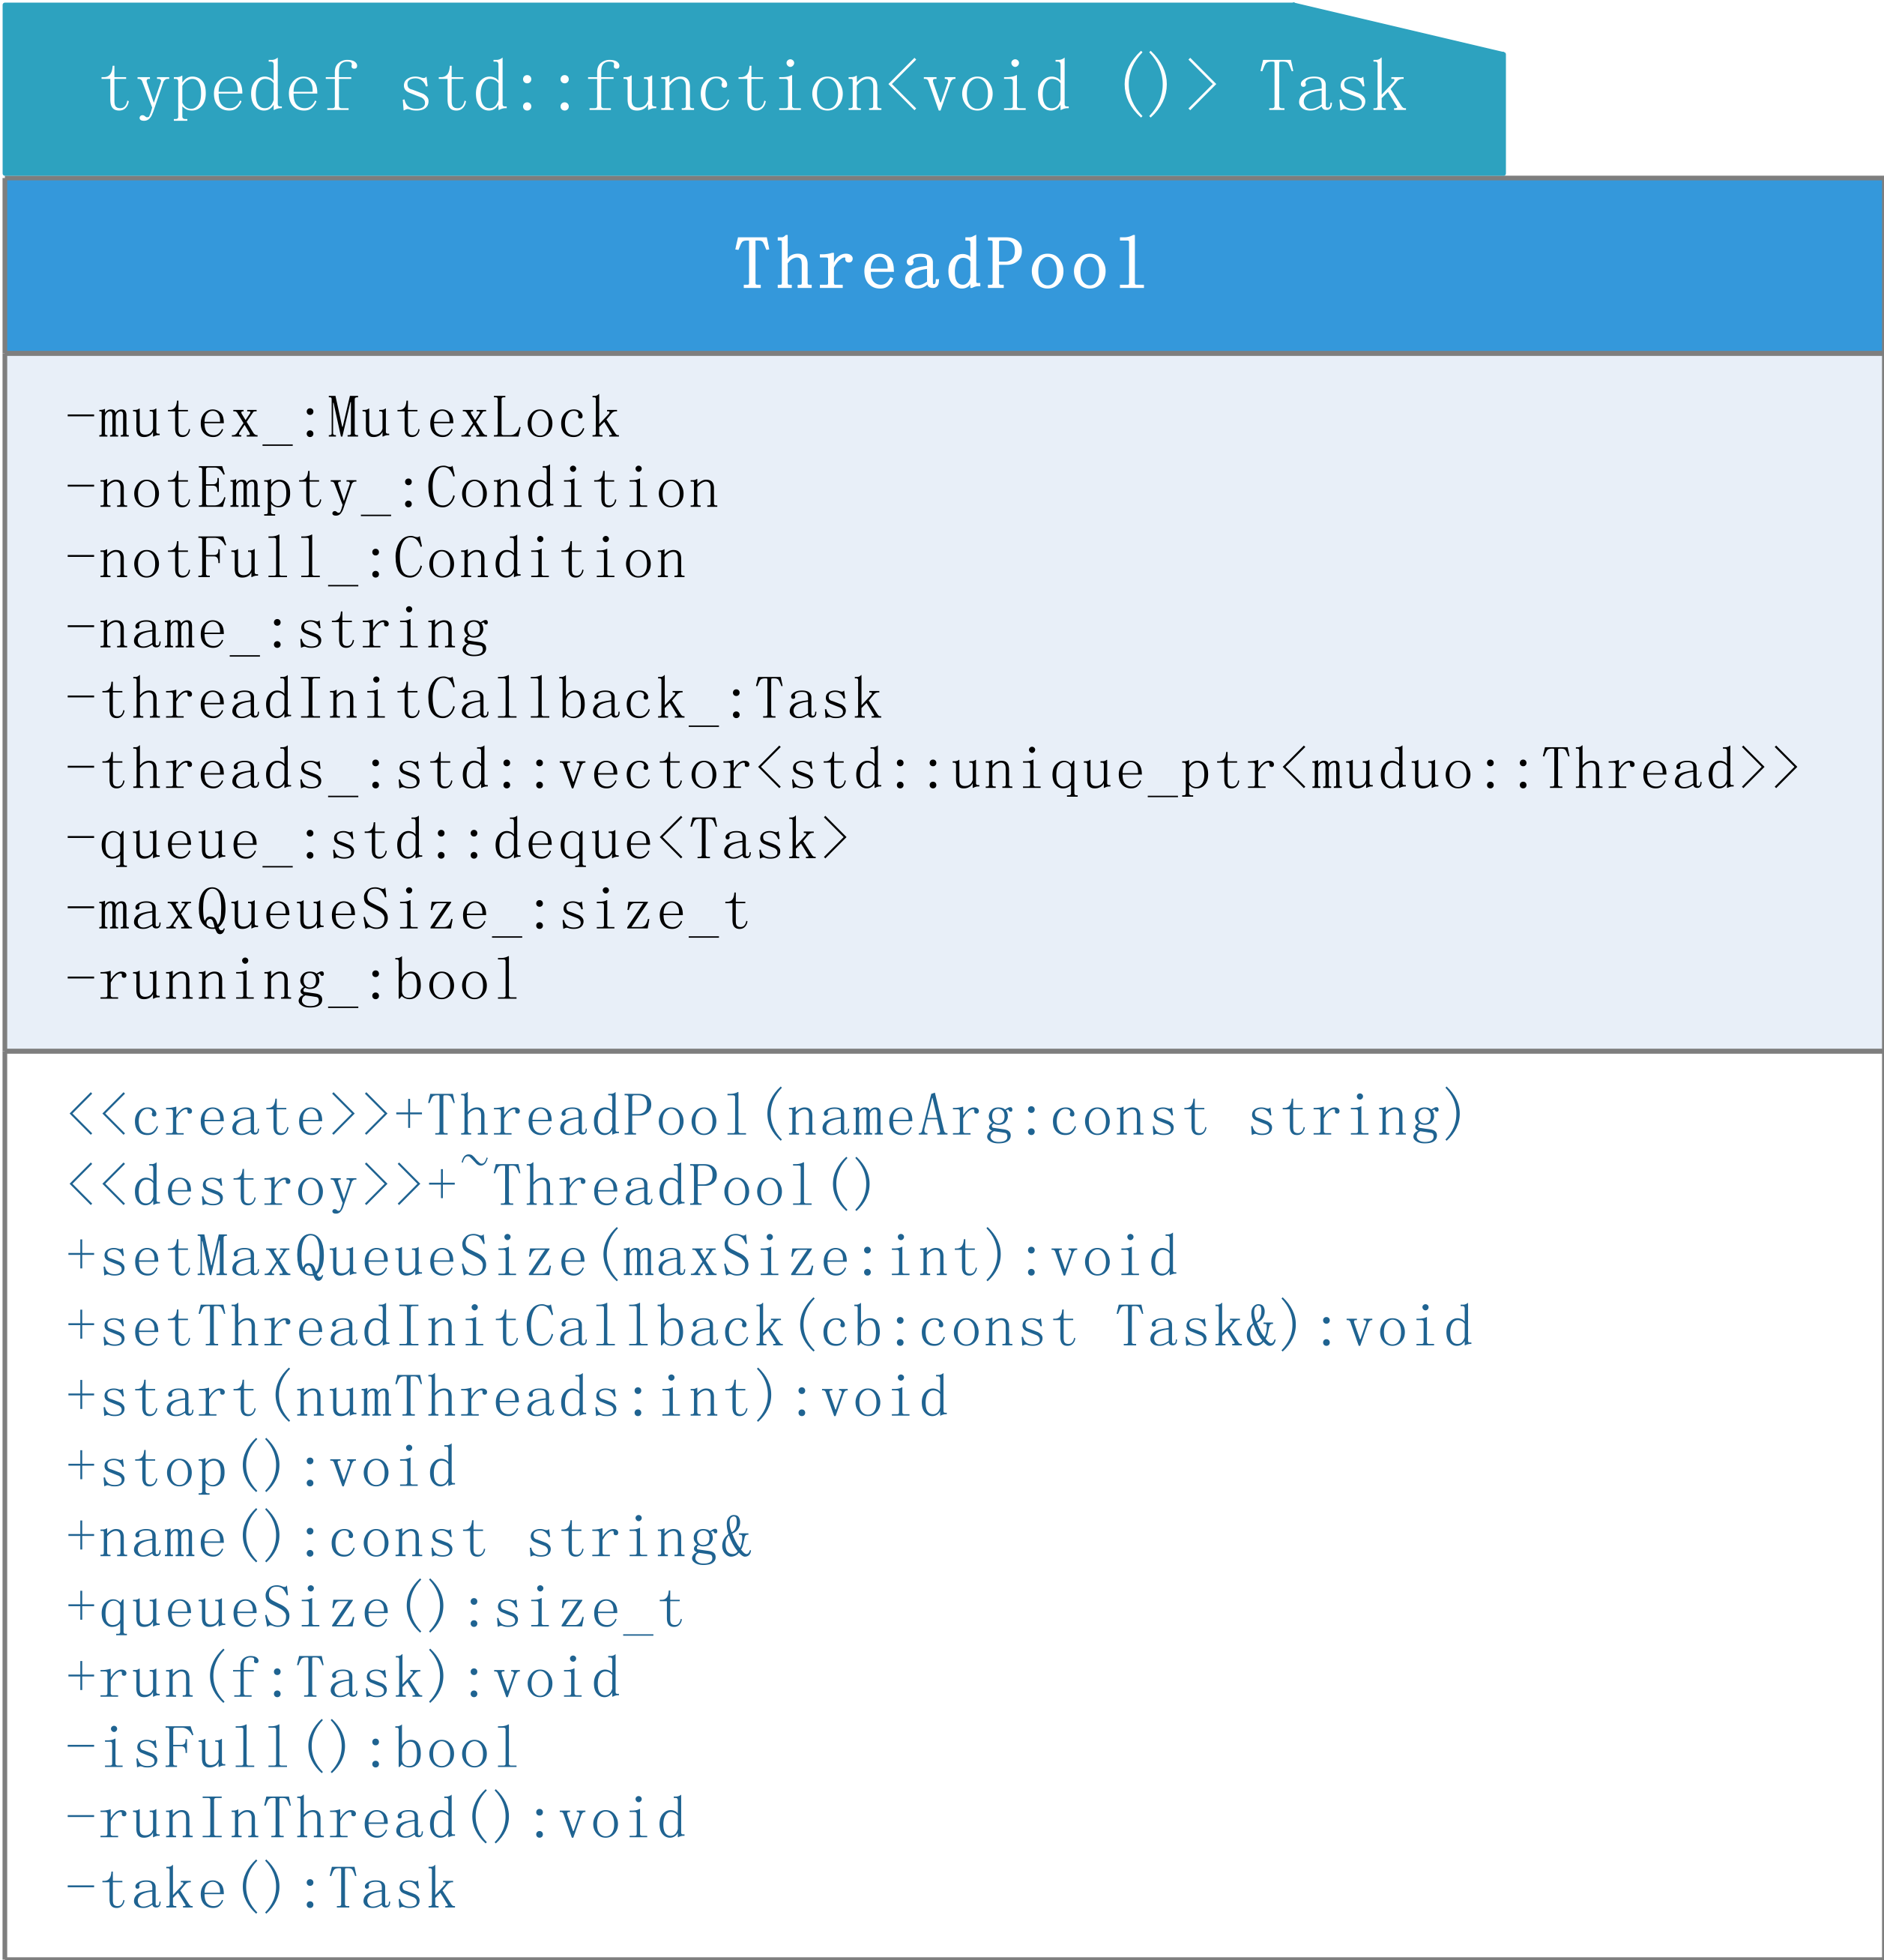 typedef std::function<void ()> Task
ThreadPool
-mutex_:MutexLock
-notEmpty_:Condition
-notFull_:Condition
-name_:string
-threadInitCallback_:Task
-threads_:std::vector<std::unique_ptr<muduo::Thread>>
-queue_:std::deque<Task>
-maxQueueSize_:size_t
-running_:bool
<<create>>+ThreadPool(nameArg:const string)
<<destroy>>+~ThreadPool()
+setMaxQueueSize(maxSize:int):void
+setThreadInitCallback(cb:const Task&):void
+start(numThreads:int):void
+stop():void
+name():const string&
+queueSize():size_t
+run(f:Task):void
-isFull():bool
-runInThread():void
-take():Task